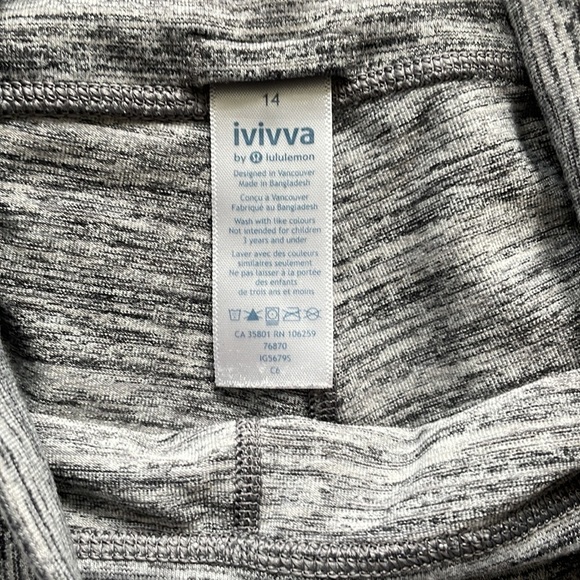 14
ivivva
by lululemon
Designed in Vancouver
Made in Bangladesh
Conçu a Vancouver
Fabriqué au Bangladesh
Wash with like colours
Not intended for children
3 years and under
Laver avec des couleurs
similaires seulement
Ne pas laisser à la portée
des enfants
de trois ans et moins
CA 35801 RN 106259
76870
IG5679S
C6